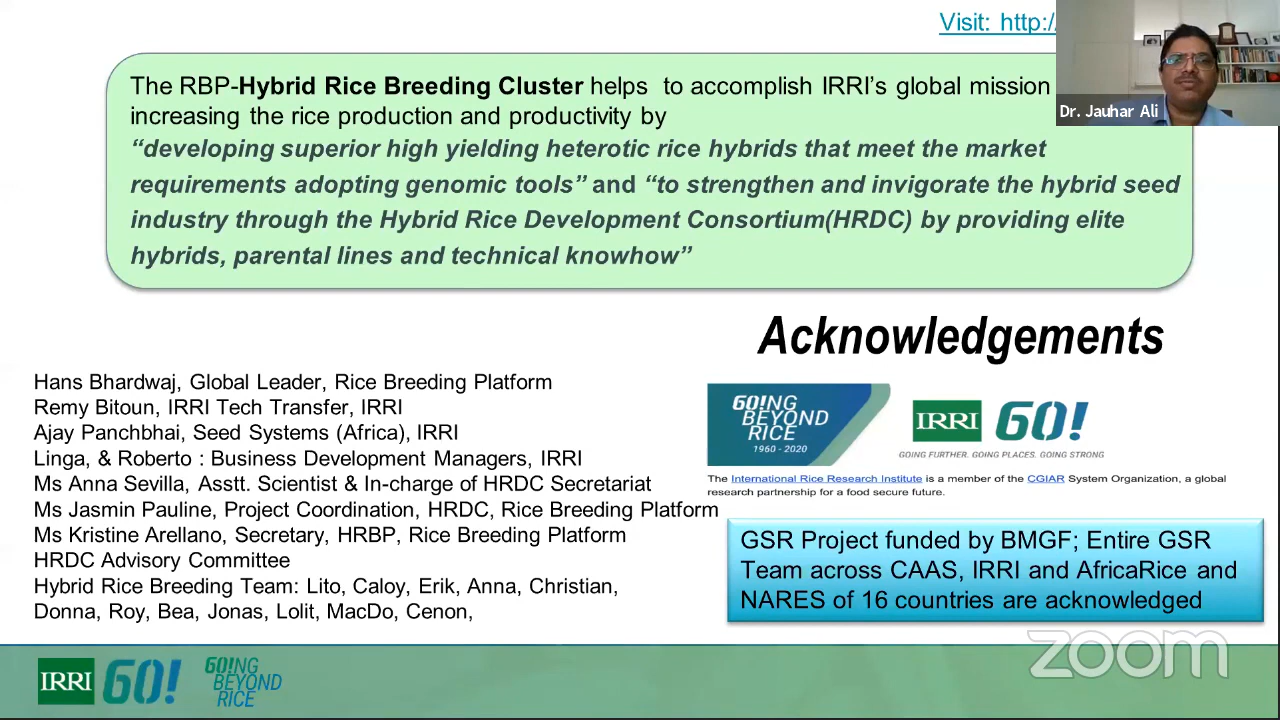 Visit: http:/
Dr. Jauhar Ali
The RBP-Hybrid Rice Breeding Cluster helps to accomplish IRRI’s global mission
increasing the rice production and productivity by
“developing superior high yielding heterotic rice hybrids that meet the market
requirements adopting genomic tools” and “to strengthen and invigorate the hybrid seed
industry through the Hybrid Rice Development Consortium(HRDC) by providing elite
hybrids, parental lines and technical knowhow”
Acknowledgements
Hans Bhardwaj, Global Leader, Rice Breeding Platform
Remy Bitoun, IRRI Tech Transfer, IRRI
Ajay Panchbhai, Seed Systems (Africa), IRRI
Linga, & Roberto : Business Development Managers, IRRI
Ms Anna Sevilla, Asstt. Scientist & In-charge of HRDC Secretariat
Ms Jasmin Pauline, Project Coordination, HRDC, Rice Breeding Platform
Ms Kristine Arellano, Secretary, HRBP, Rice Breeding Platform
HRDC Advisory Committee
Hybrid Rice Breeding Team: Lito, Caloy, Erik, Anna, Christian,
Donna, Roy, Bea, Jonas, Lolit, MacDo, Cenon,
GO!NG
BEYOND
RICE
1960 - 2020
IRRI 60!
GOING FURTHER. GOING PLACES. GOING STRONG
The International Rice Research Institute is a member of the CGIAR System Organization, a global
research partnership for a food secure future.
GSR Project funded by BMGF; Entire GSR
Team across CAAS, IRRI and AfricaRice and
NARES of 16 countries are acknowledged
zoom
IRRI 60!
GO!NG
BEYOND
RICE